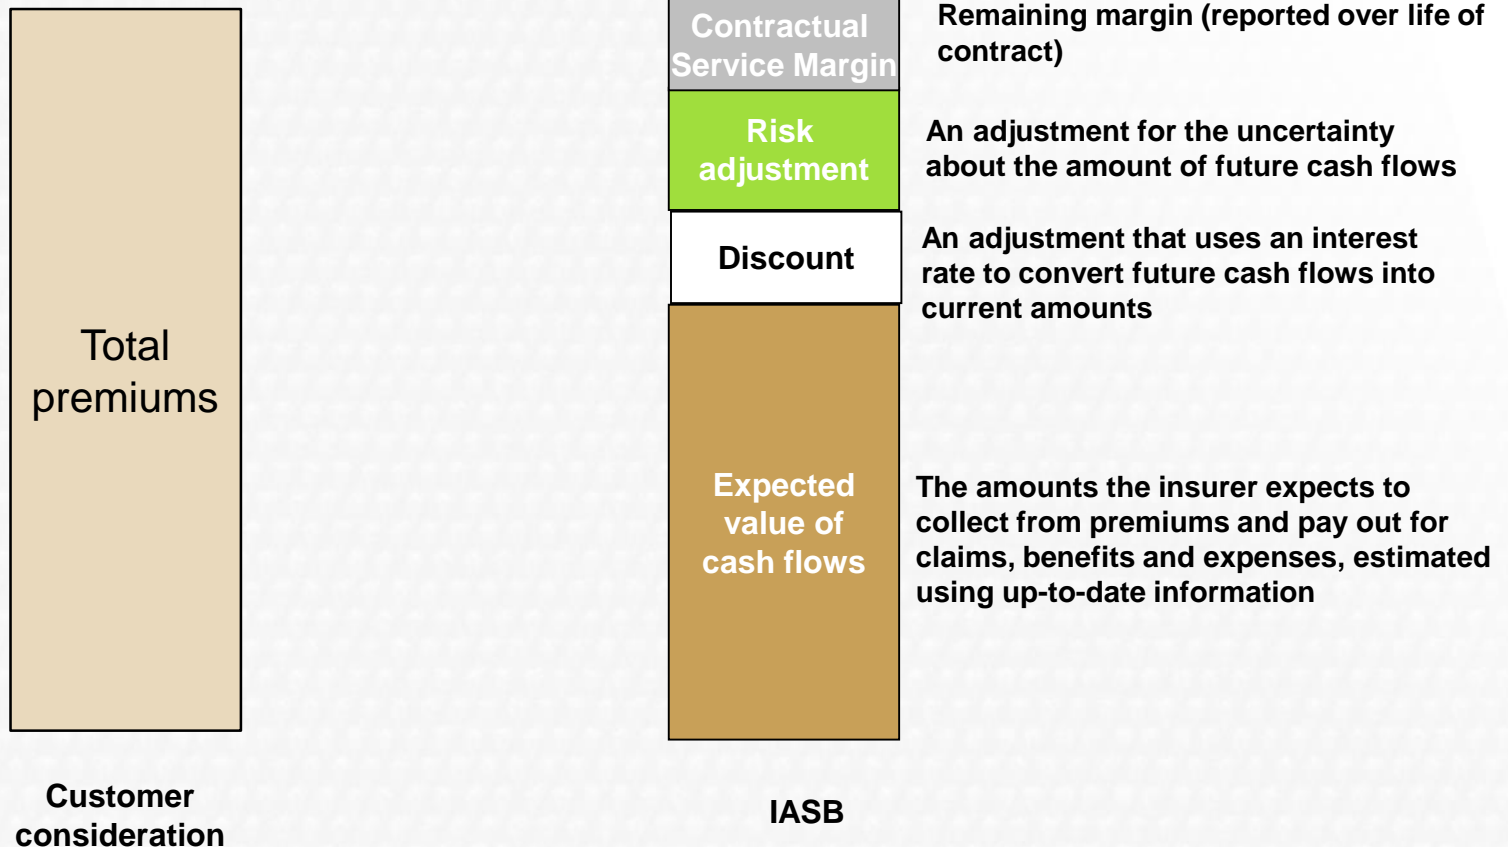 Total
premiums
Customer
consideration
Contractual
Service Margin
Risk
adjustment
Discount
Expected
value of
cash flows
IASB
Remaining margin (reported over life of
contract)
An adjustment for the uncertainty
about the amount of future cash flows
An adjustment that uses an interest
rate to convert future cash flows into
current amounts
The amounts the insurer expects to
collect from premiums and pay out for
claims, benefits and expenses, estimated
using up-to-date information